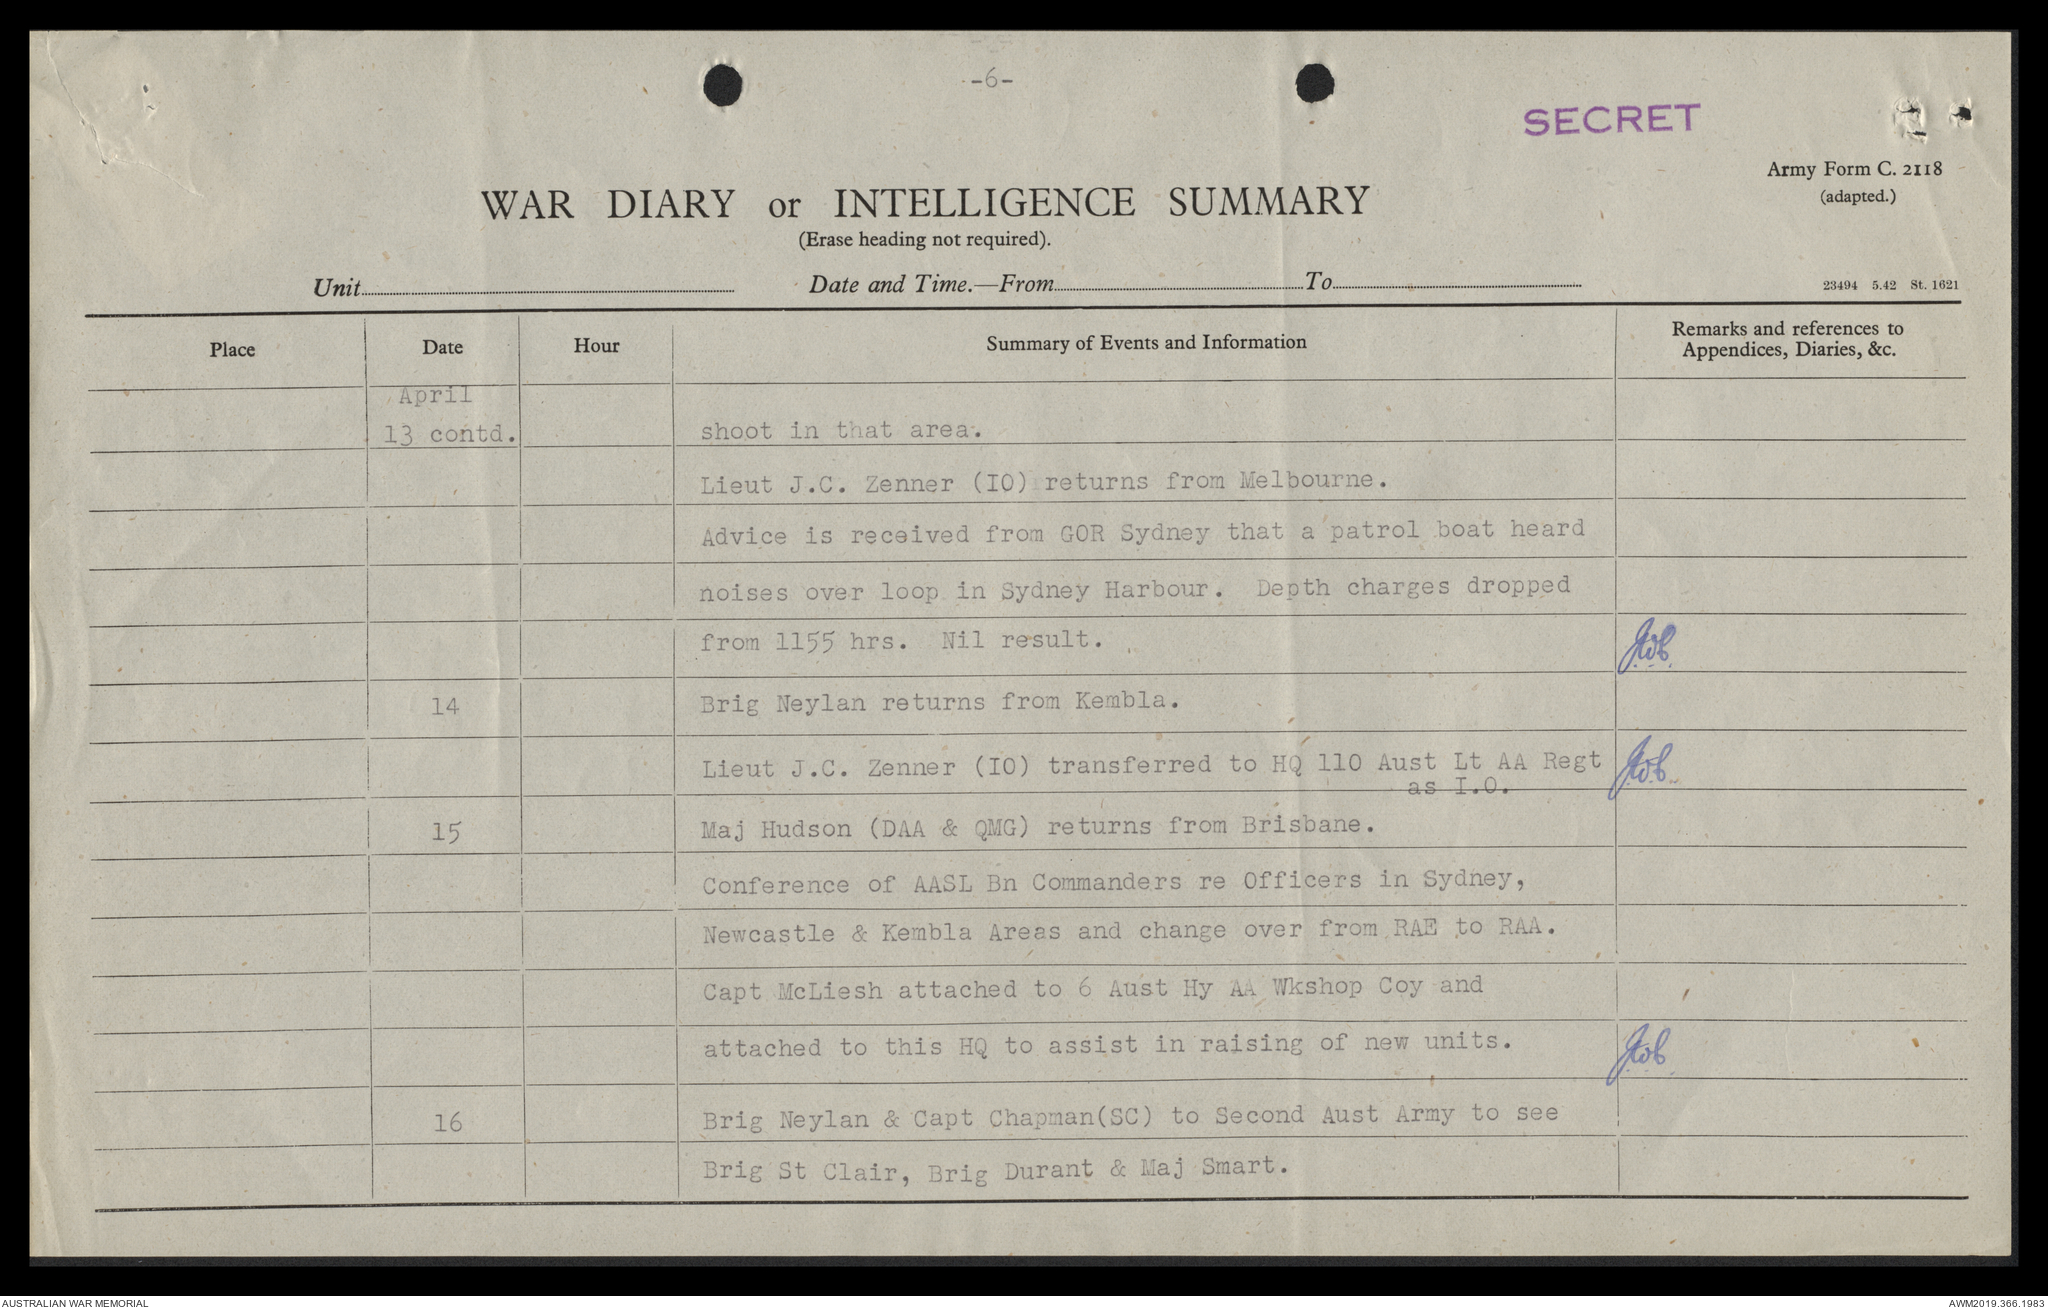 -6-
SECRET
Army Form C. 2118
(adapted.)
WAR DIARY or INTELLIGENCE SUMMARY
(Erase heading not required).
Unit Date and Time.—From To 23494 5.42 St. 1621
Place Date Hour Summary of Events and Information Remarks and references to
Appendices, Diaries, &c.
April
13 contd. shoot in that area.
Lieut J.C. Zenner (IO) returns from Melbourne.
Advice is received from GOR Sydney that a patrol boat heard
noises over loop in Sydney Harbour. Depth charges dropped
from 1155 hrs. Nil result.
14 Brig Neylan returns from Kembla.
Lieut J.C. Zenner (IO) transferred to HQ 110 Aust Lt AA Regt
as I.O.
15 Maj Hudson (DAA & QMG) returns from Brisbane.
Conference of AASL Bn Commanders re Officers in Sydney,
Newcastle & Kembla Areas and change over from RAE to RAA.
Capt McLiesh attached to 6 Aust Hy AA Wkshop Coy and
attached to this HQ to assist in raising of new units.
16 Brig Neylan & Capt Chapman(SC) to Second Aust Army to see
Brig St Clair, Brig Durant & Maj Smart.
AUSTRALIAN WAR MEMORIAL AWM2019.366.1983